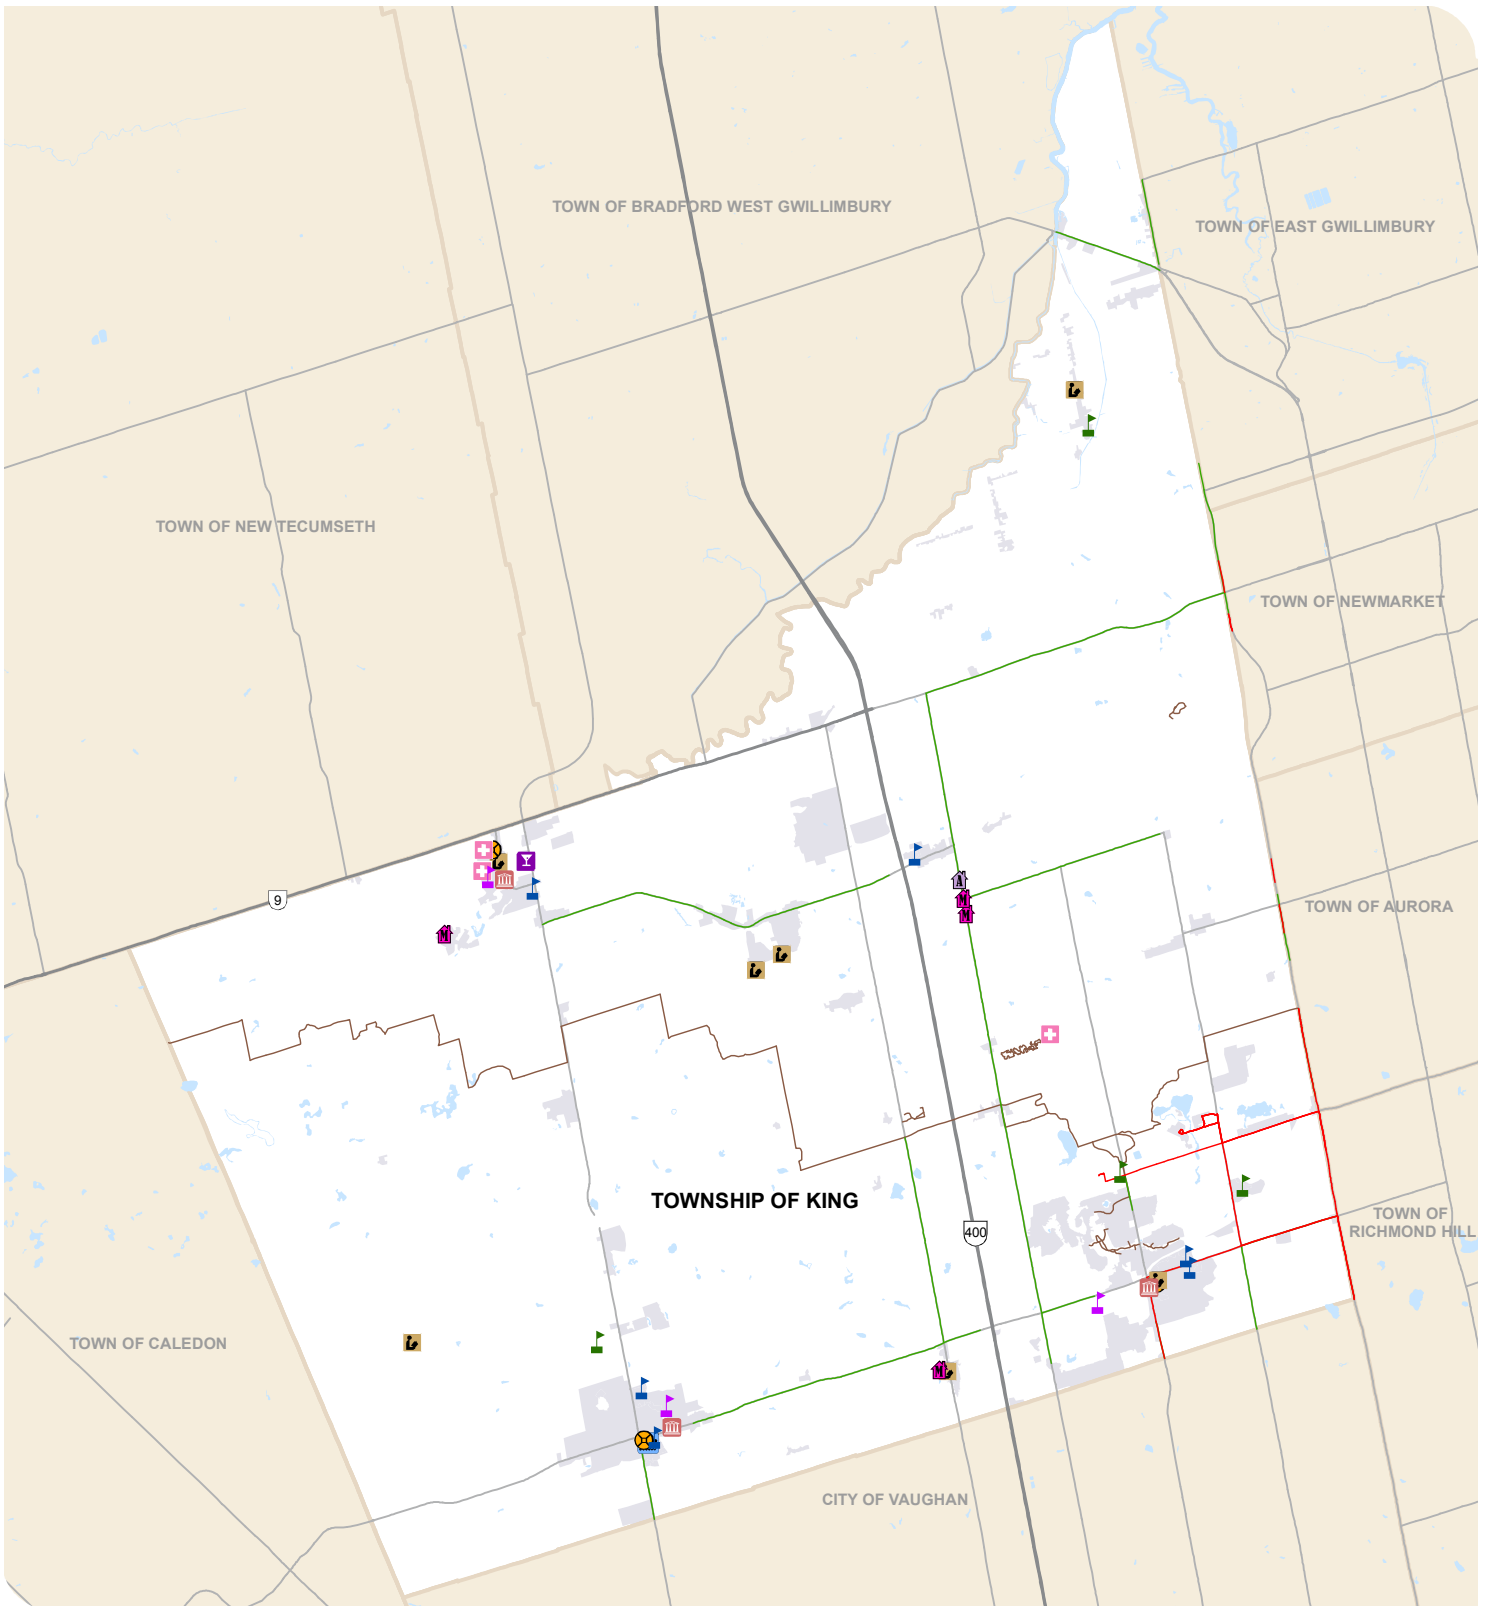 TOWN OF BRADFORD WEST GWILLIMBURY
TOWN OF EAST GWILLIMBURY
TOWN OF NEW TECUMSETH
TOWN OF NEWMARKET
9
TOWN OF AURORA
A
M
M
M
TOWNSHIP OF KING
400
TOWN OF
RICHMOND HILL
TOWN OF CALEDON
M
CITY OF VAUGHAN